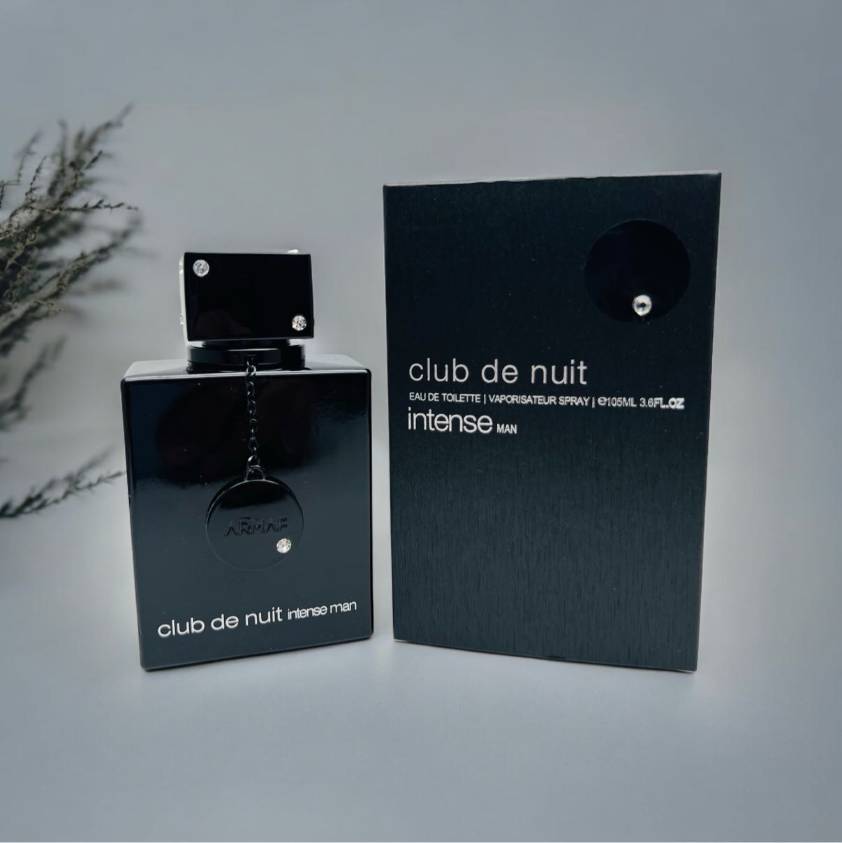 ARMAF
club de nuit intense man
club de nuit
EAU DE TOILETTE | VAPORISATEUR SPRAY | ℮105ML 3.6FL.OZ
intense MAN